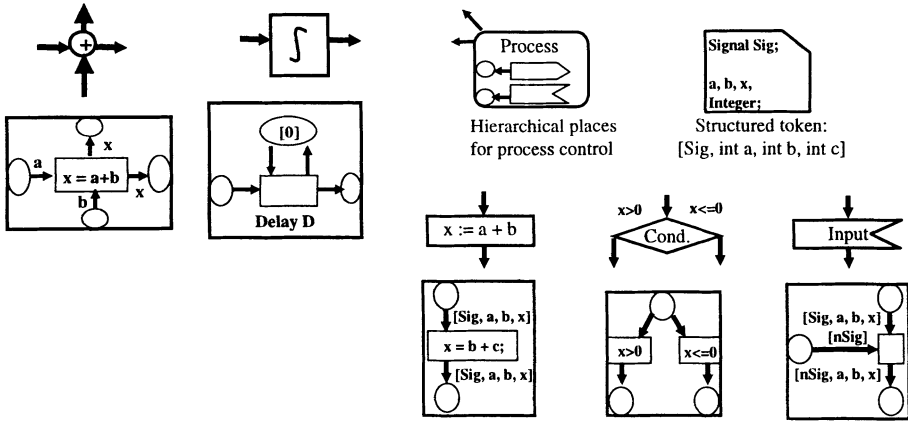 +
∫
Process
Hierarchical places
for process control
Signal Sig;
a, b, x,
Integer;
Structured token:
[Sig, int a, int b, int c]
a
x
x = a+b
b
x
[0]
Delay D
x := a + b
x>0
x<=0
Cond.
Input
[Sig, a, b, x]
x = b + c;
[Sig, a, b, x]
x>0
x<=0
[Sig, a, b, x]
[nSig]
[nSig, a, b, x]